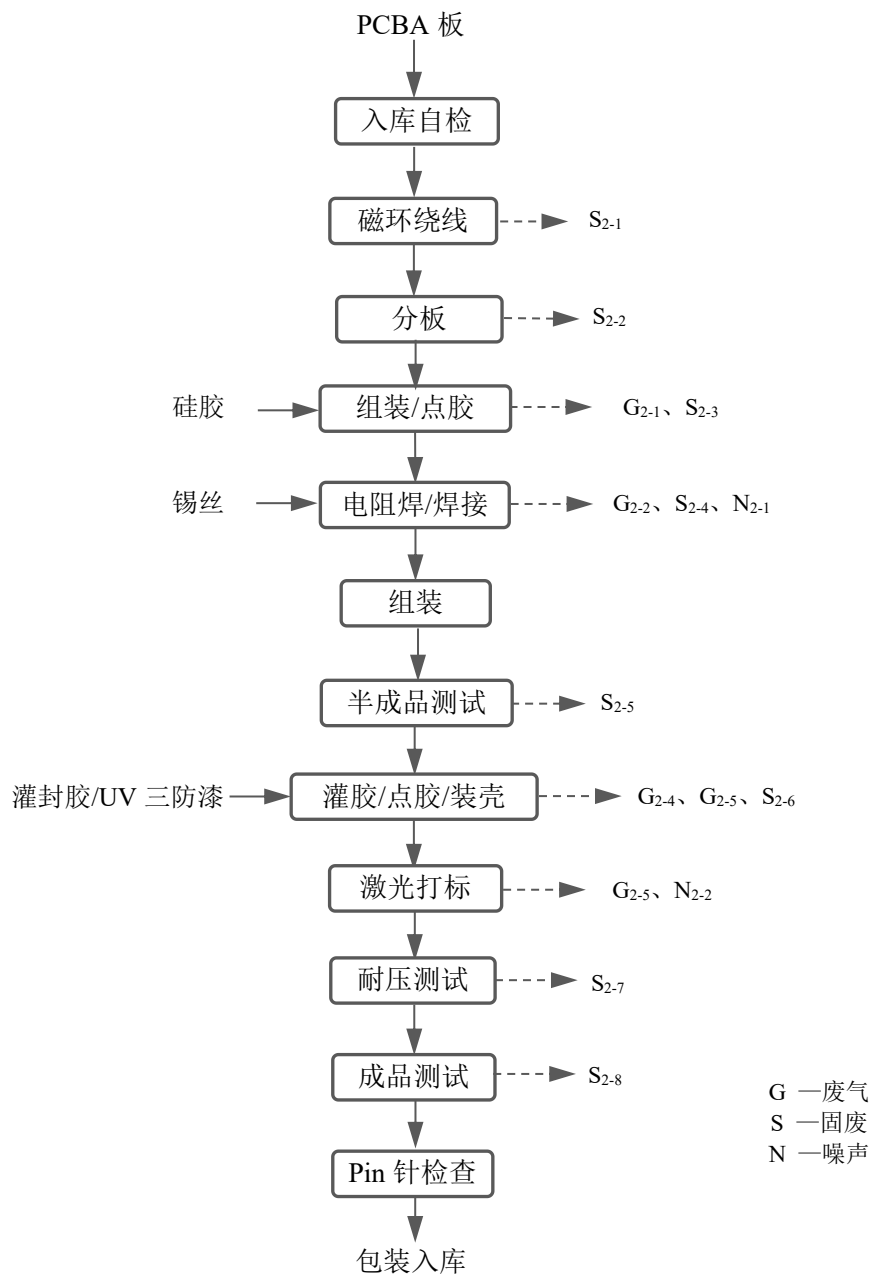 PCBA 板
入库自检
磁环绕线
S2-1
分板
S2-2
硅胶
组装/点胶
G2-1、S2-3
锡丝
电阻焊/焊接
G2-2、S2-4、N2-1
组装
半成品测试
S2-5
灌封胶/UV 三防漆
灌胶/点胶/装壳
G2-4、G2-5、S2-6
激光打标
G2-5、N2-2
耐压测试
S2-7
成品测试
S2-8
G —废气
S —固废
N —噪声
Pin 针检查
包装入库